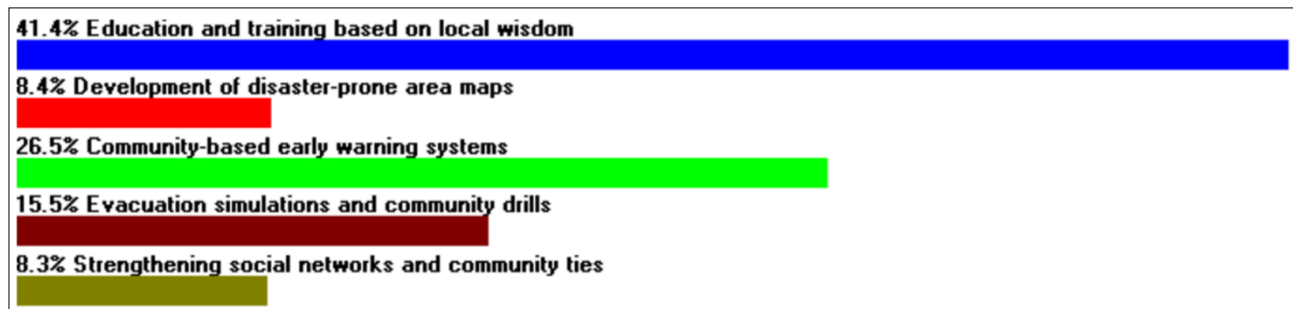 41.4% Education and training based on local wisdom
8.4% Development of disaster-prone area maps
26.5% Community-based early warning systems
15.5% Evacuation simulations and community drills
8.3% Strengthening social networks and community ties